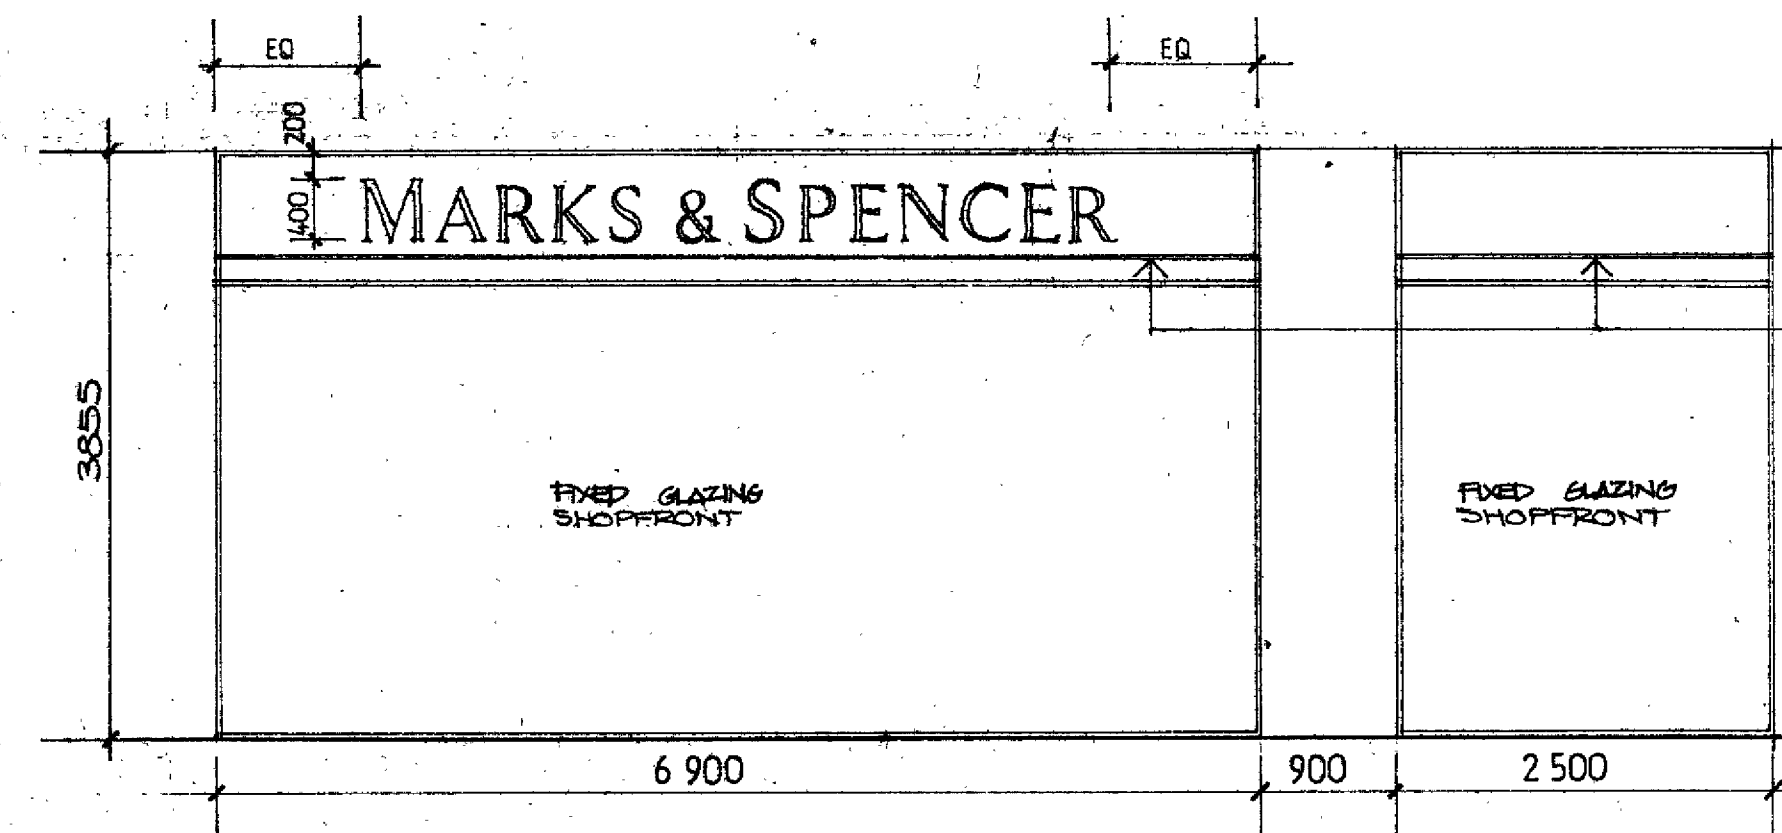 EQ
EQ
200
400
MARKS & SPENCER
3855
FIXED GLAZING
SHOPFRONT
FIXED GLAZING
SHOPFRONT
6 900
900
2 500